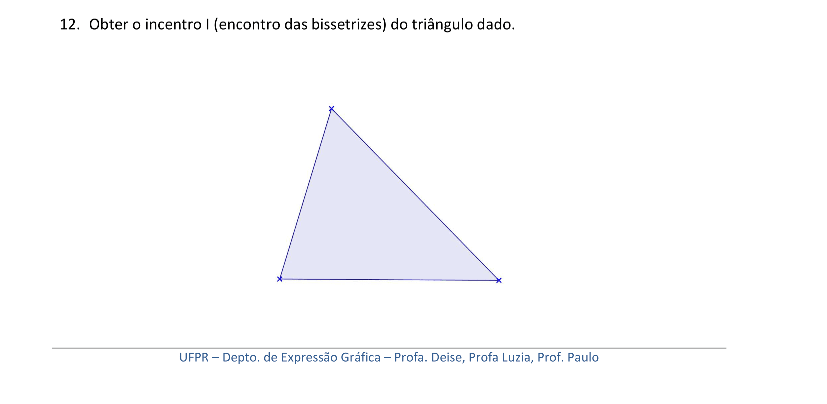 12. Obter o incentro I (encontro das bissetrizes) do triângulo dado.
UFPR – Depto. de Expressão Gráfica – Profa. Deise, Profa Luzia, Prof. Paulo